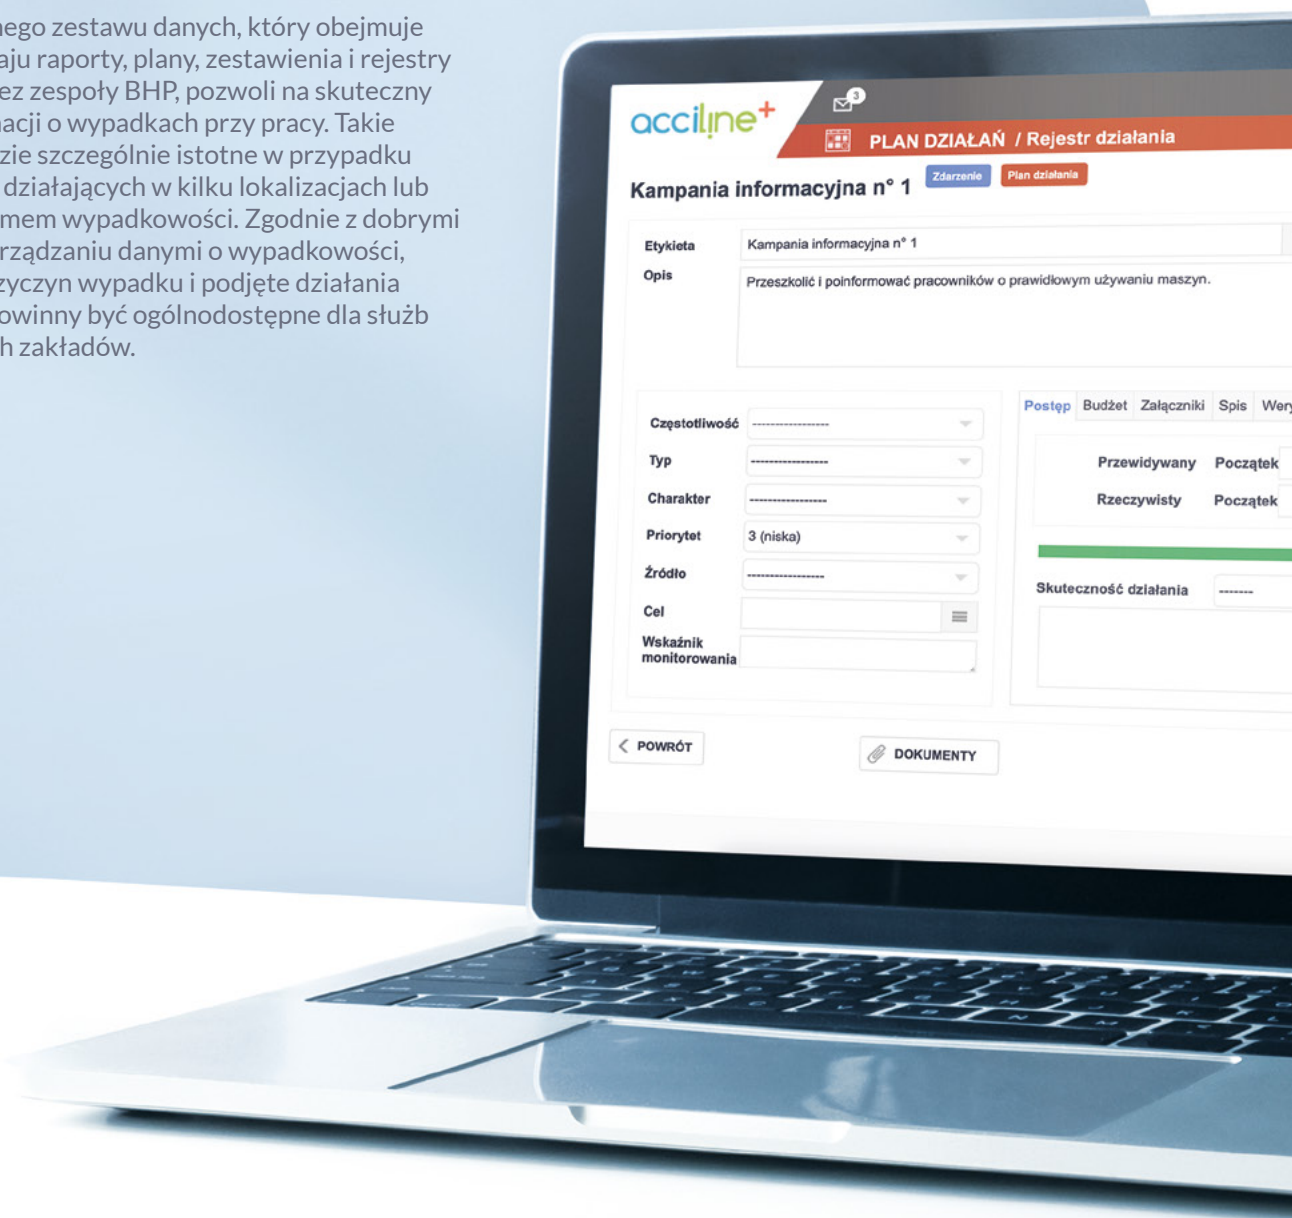 nego zestawu danych, który obejmuje
aju raporty, plany, zestawienia i rejestry
ez zespoły BHP, pozwoli na skuteczny
nacji o wypadkach przy pracy. Takie
dzie szczególnie istotne w przypadku
działających w kilku lokalizacjach lub
mem wypadkowości. Zgodnie z dobrymi
rządzaniu danymi o wypadkowości,
zyczyn wypadku i podjęte działania
owinny być ogólnodostępne dla służb
h zakładów.
acciline+
3
PLAN DZIAŁAŃ / Rejestr działania
Kampania informacyjna n° 1 Zdarzenie Plan działania
Etykieta Kampania informacyjna n° 1
Opis Przeszkolić i poinformować pracowników o prawidłowym używaniu maszyn.
Częstotliwość -----------------
Typ -----------------
Charakter -----------------
Priorytet 3 (niska)
Źródło -----------------
Cel
Wskaźnik
monitorowania
Postęp Budżet Załączniki Spis Wery
Przewidywany Początek
Rzeczywisty Początek
Skuteczność działania -------
POWRÓT DOKUMENTY